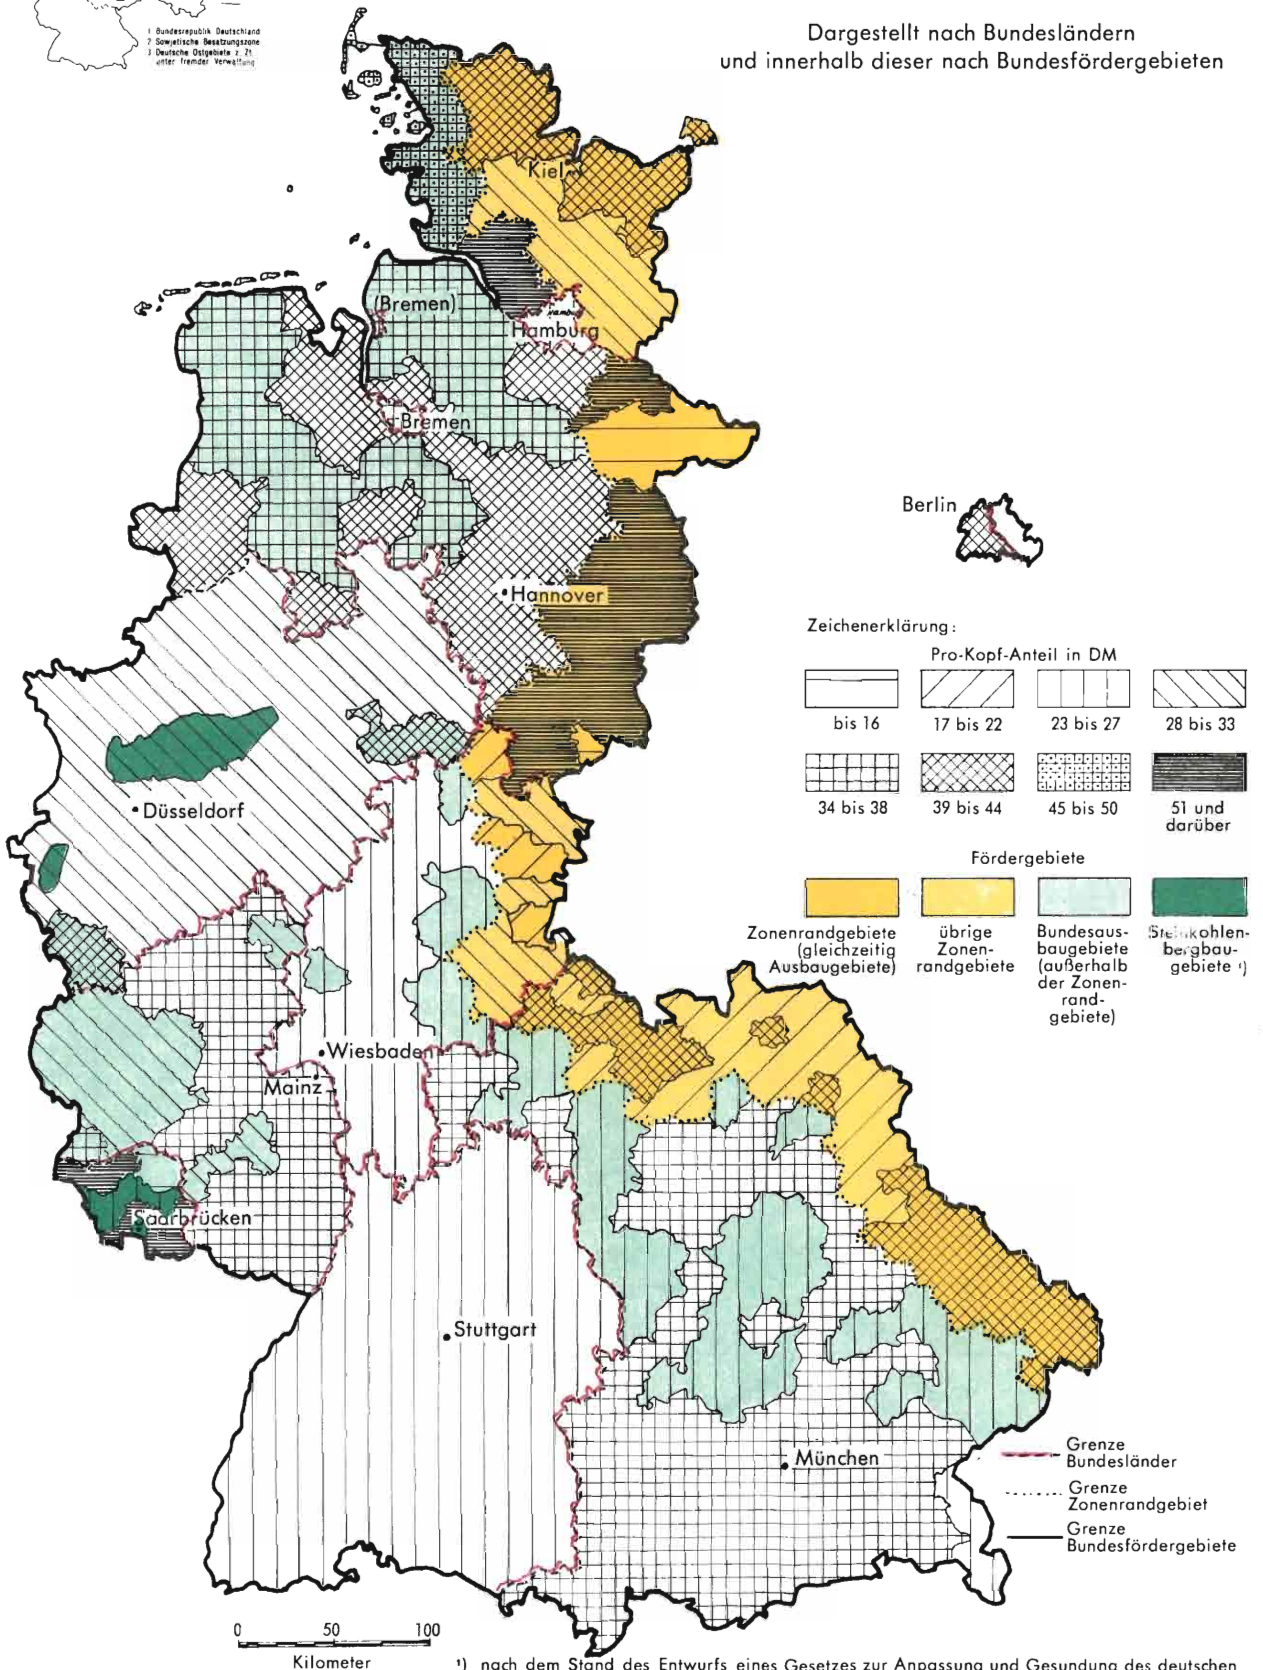 1 Bundesrepublik Deutschland
2 Sowjetische Besatzungszone
3 Deutsche Ostgebiete z. Zt.
unter fremder Verwaltung
Dargestellt nach Bundesländern
und innerhalb dieser nach Bundesfördergebieten
Kiel
(Bremen)
Hamburg
Hamburg
Bremen
Berlin
Hannover
Düsseldorf
Wiesbaden
Mainz
Saarbrücken
Stuttgart
München
Zeichenerklärung:
Pro-Kopf-Anteil in DM
bis 16
17 bis 22
23 bis 27
28 bis 33
34 bis 38
39 bis 44
45 bis 50
51 und
darüber
Fördergebiete
Zonenrandgebiete
(gleichzeitig
Ausbaugebiete)
übrige
Zonen-
randgebiete
Bundesaus-
baugebiete
(außerhalb
der Zonen-
rand-
gebiete)
Steinkohlen-
bergbau-
gebiete ¹)
Grenze
Bundesländer
Grenze
Zonenrandgebiet
Grenze
Bundesfördergebiete
0 50 100
Kilometer
¹) nach dem Stand des Entwurfs eines Gesetzes zur Anpassung und Gesundung des deutschen